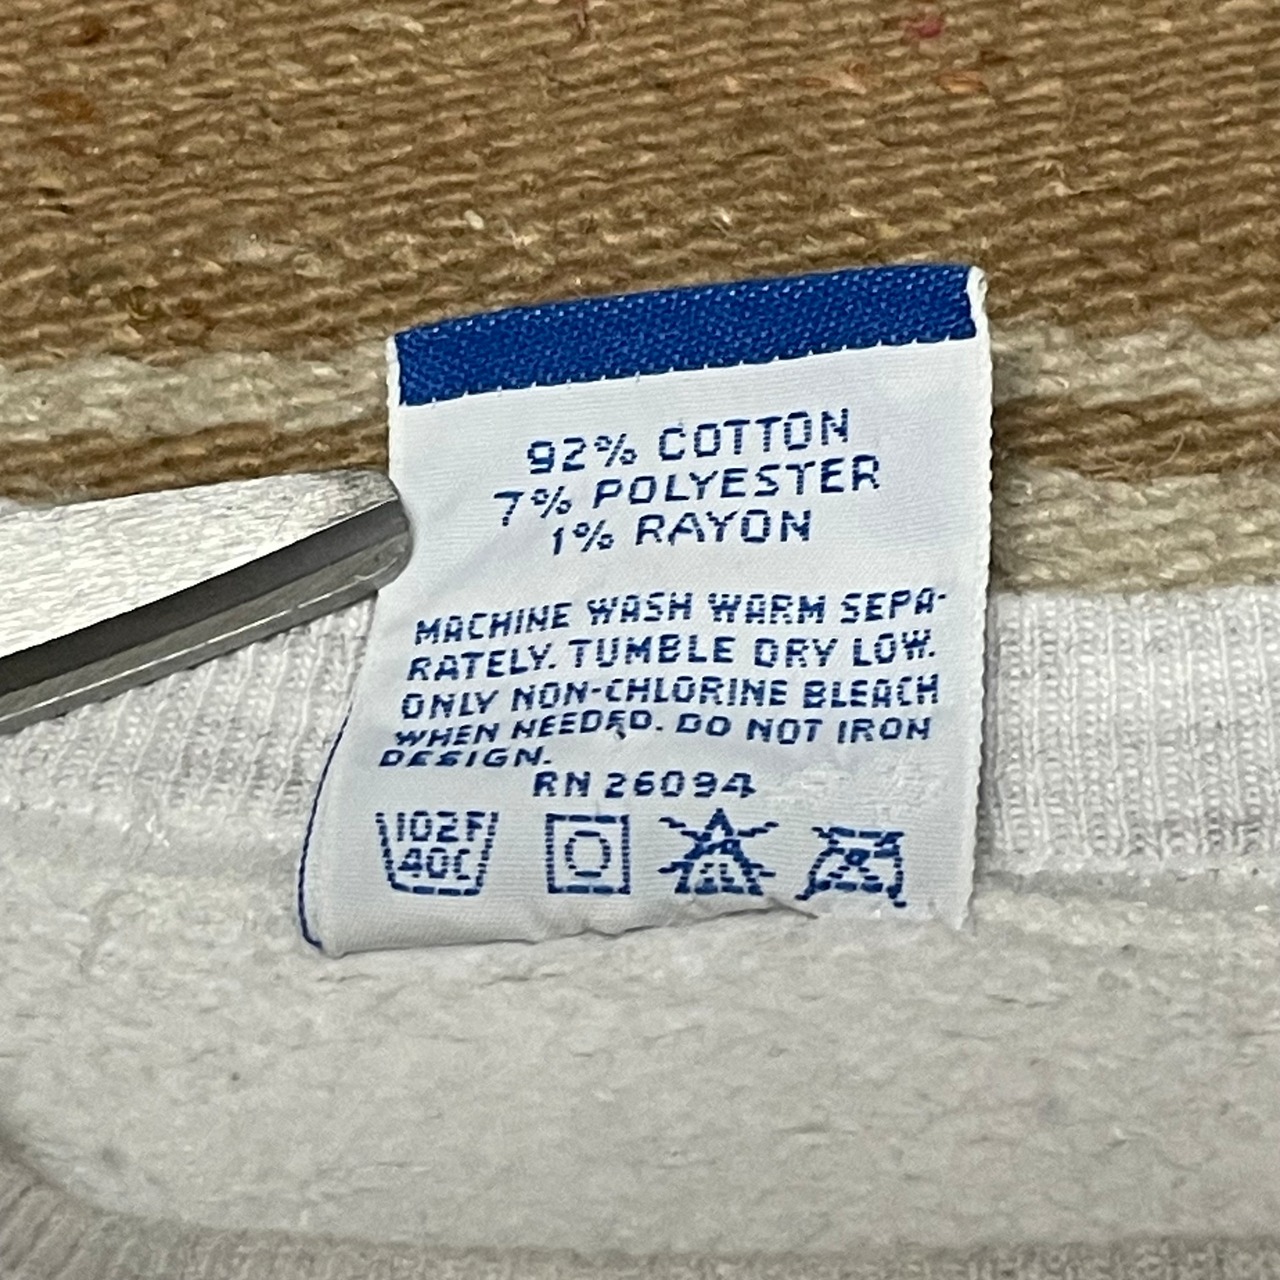 92% COTTON
7% POLYESTER
1% RAYON
MACHINE WASH WARM SEPA-
RATELY. TUMBLE DRY LOW.
ONLY NON-CHLORINE BLEACH
WHEN NEEDED. DO NOT IRON
DESIGN.
RN 26094
102F
40C